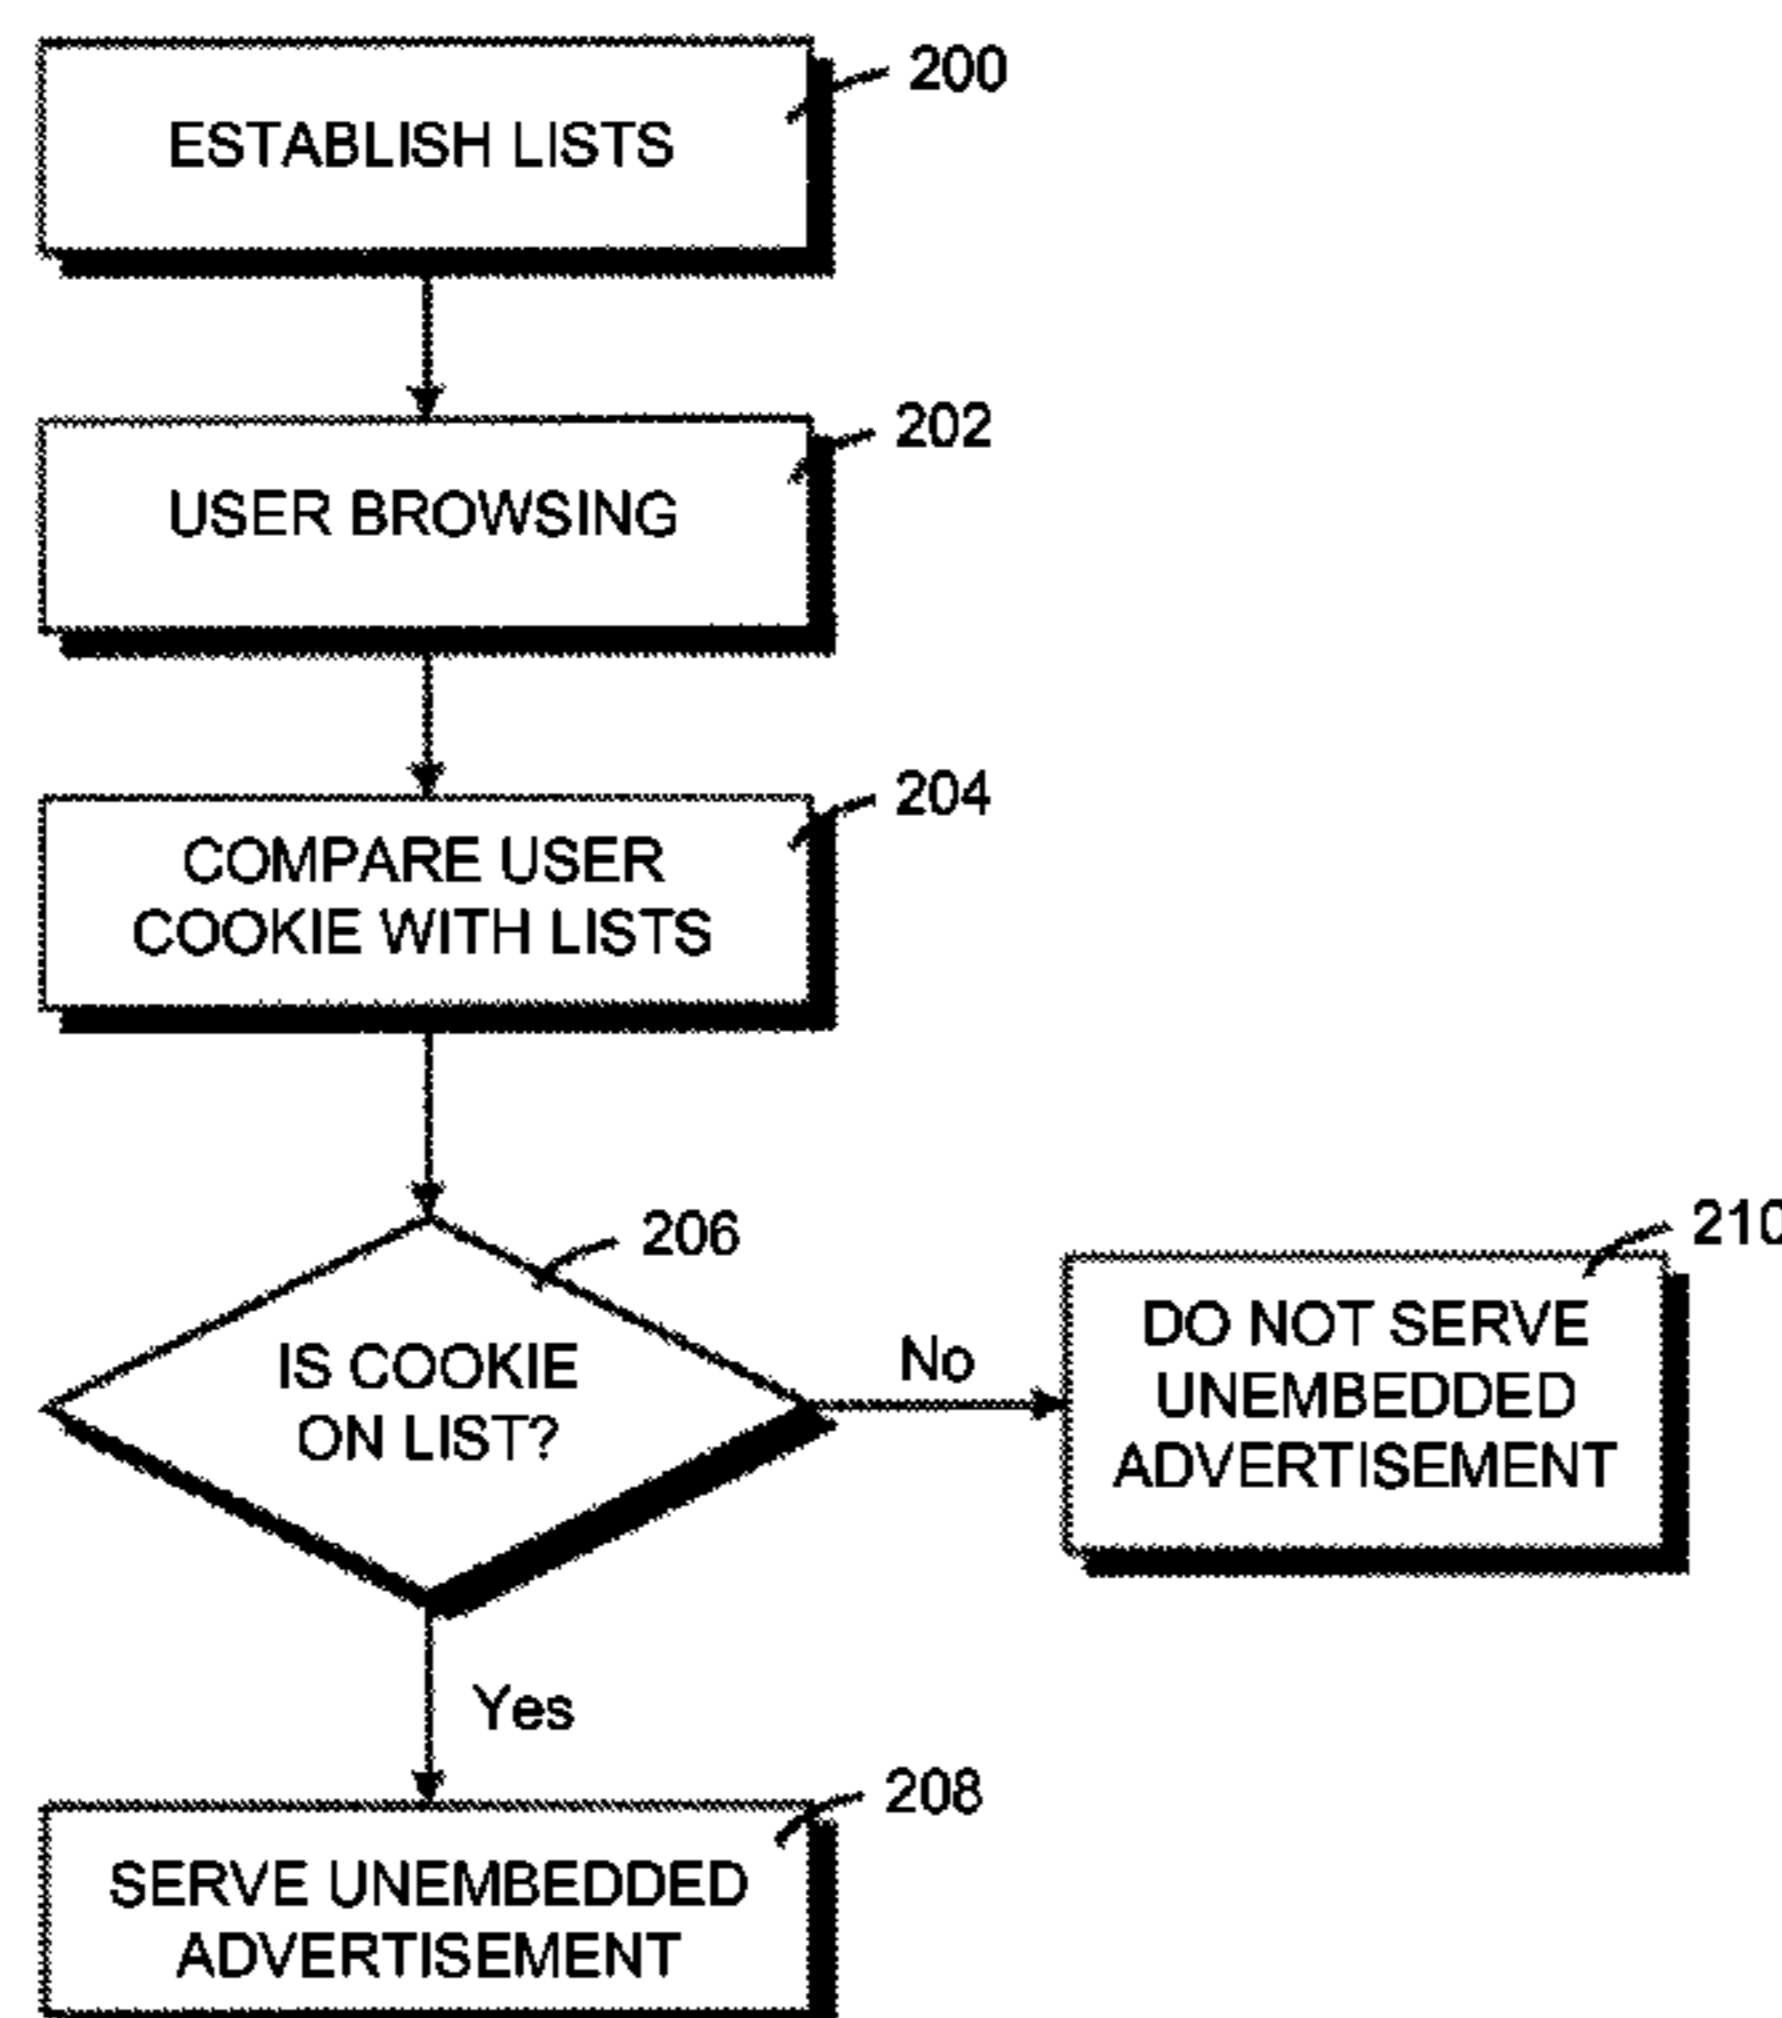 200
ESTABLISH LISTS
202
USER BROWSING
204
COMPARE USER
COOKIE WITH LISTS
206
IS COOKIE
ON LIST?
No
210
DO NOT SERVE
UNEMBEDDED
ADVERTISEMENT
Yes
208
SERVE UNEMBEDDED
ADVERTISEMENT